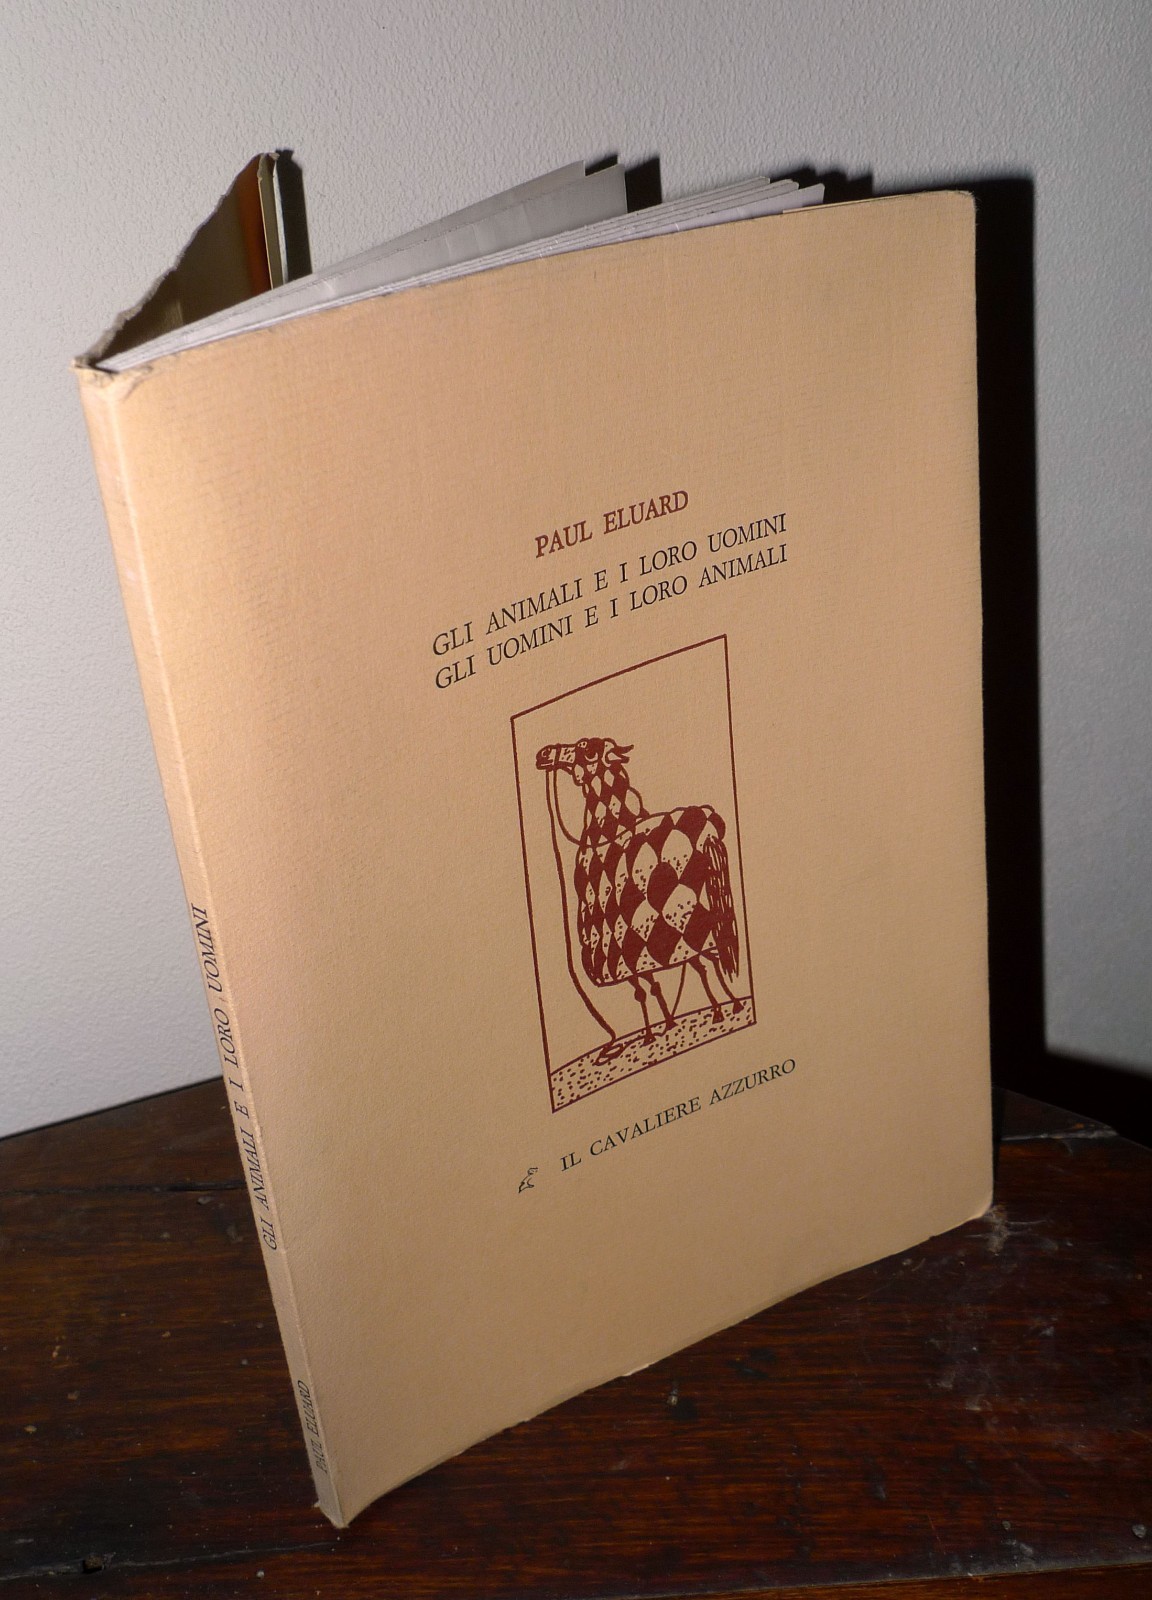 PAUL ELUARD
GLI ANIMALI E I LORO UOMINI
GLI UOMINI E I LORO ANIMALI
IL CAVALIERE AZZURRO
GLI ANIMALI E I LORO UOMINI
PAUL ELUARD